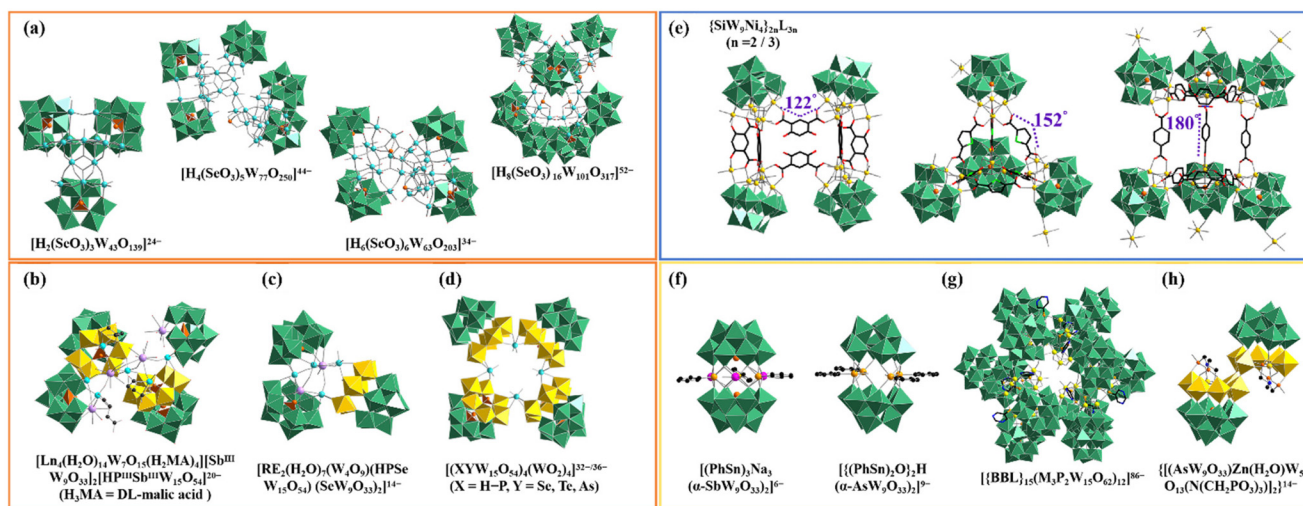 (a)
[H₄(SeO₃)₅W₇₇O₂₅₀]⁴⁴⁻
[H₈(SeO₃)₁₆W₁₀₁O₃₁₇]⁵²⁻
[H₂(SeO₃)₃W₄₃O₁₃₉]²⁴⁻
[H₆(SeO₃)₆W₆₃O₂₀₃]³⁴⁻
(e)
{SiW₉Ni₄}₂ₙL₃ₙ
(n =2 / 3)
122°
152°
180°
(b)
(c)
(d)
[Ln₄(H₂O)₁₄W₇O₁₅(H₂MA)₄][Sbᴵᴵᴵ
W₉O₃₃]₂[HPᴵᴵᴵSbᴵᴵᴵW₁₅O₅₄]²⁰⁻
(H₃MA = DL-malic acid )
[RE₂(H₂O)₇(W₄O₉)(HPSe
W₁₅O₅₄) (SeW₉O₃₃)₂]¹⁴⁻
[(XYW₁₅O₅₄)₄(WO₂)₄]³²⁻/³⁶⁻
(X = H−P, Y = Se, Te, As)
(f)
(g)
(h)
[(PhSn)₃Na₃
(α-SbW₉O₃₃)₂]⁶⁻
[{(PhSn)₂O}₂H
(α-AsW₉O₃₃)₂]⁹⁻
[{BBL}₁₅(M₃P₂W₁₅O₆₂)₁₂]⁸⁶⁻
{[(AsW₉O₃₃)Zn(H₂O)W₅
O₁₃(N(CH₂PO₃)₃)]₂}¹⁴⁻